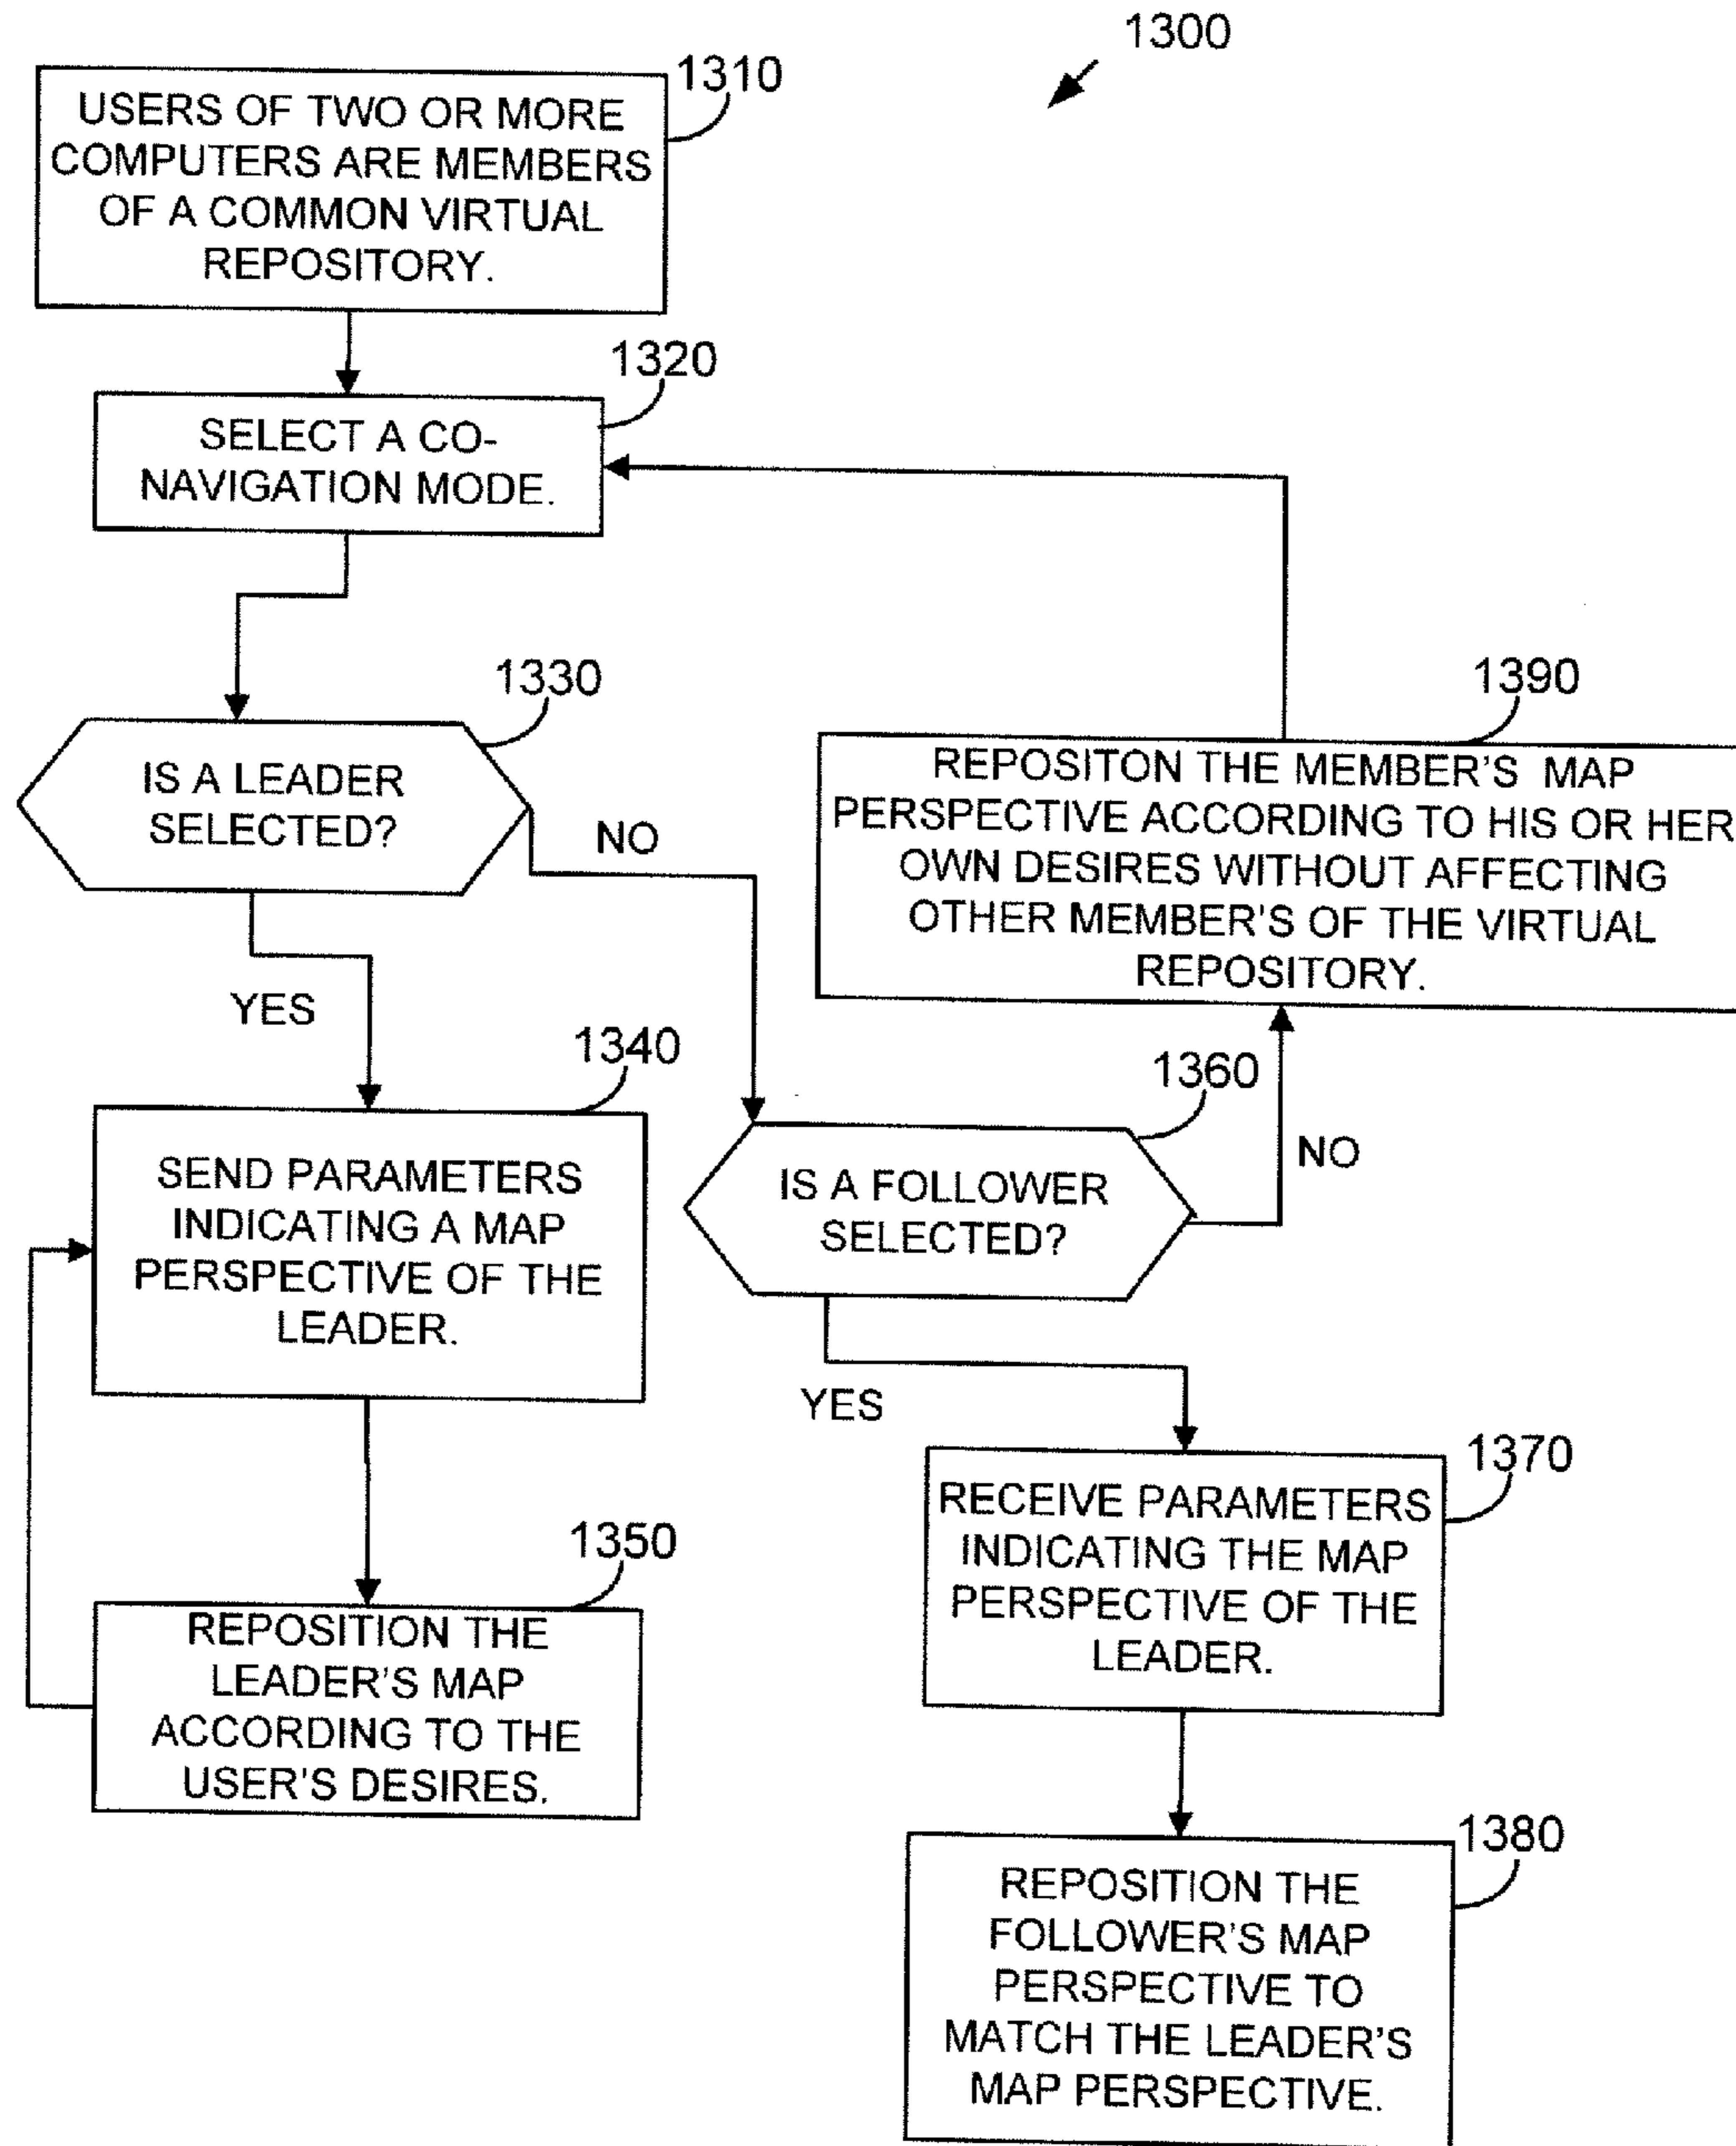 1300
1310
USERS OF TWO OR MORE
COMPUTERS ARE MEMBERS
OF A COMMON VIRTUAL
REPOSITORY.
1320
SELECT A CO-
NAVIGATION MODE.
1330
IS A LEADER
SELECTED?
NO
YES
1390
REPOSITON THE MEMBER'S MAP
PERSPECTIVE ACCORDING TO HIS OR HER
OWN DESIRES WITHOUT AFFECTING
OTHER MEMBER'S OF THE VIRTUAL
REPOSITORY.
1340
SEND PARAMETERS
INDICATING A MAP
PERSPECTIVE OF THE
LEADER.
1360
IS A FOLLOWER
SELECTED?
NO
YES
1350
REPOSITION THE
LEADER'S MAP
ACCORDING TO THE
USER'S DESIRES.
1370
RECEIVE PARAMETERS
INDICATING THE MAP
PERSPECTIVE OF THE
LEADER.
1380
REPOSITION THE
FOLLOWER'S MAP
PERSPECTIVE TO
MATCH THE LEADER'S
MAP PERSPECTIVE.